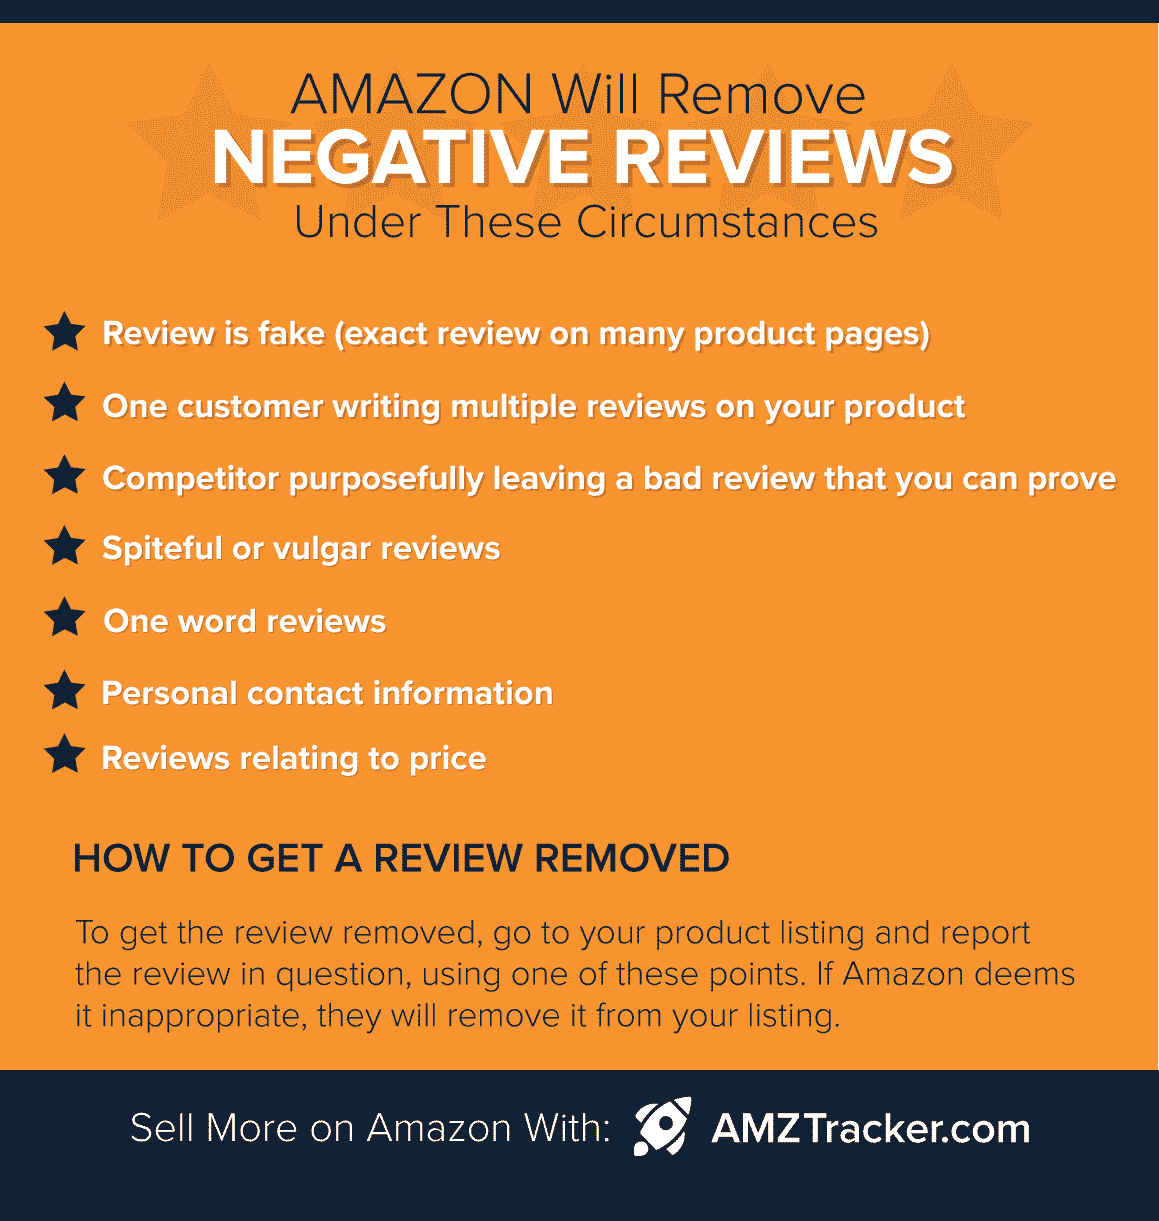 AMAZON Will Remove
NEGATIVE REVIEWS
Under These Circumstances
Review is fake (exact review on many product pages)
One customer writing multiple reviews on your product
Competitor purposefully leaving a bad review that you can prove
Spiteful or vulgar reviews
One word reviews
Personal contact information
Reviews relating to price
HOW TO GET A REVIEW REMOVED
To get the review removed, go to your product listing and report
the review in question, using one of these points. If Amazon deems
it inappropriate, they will remove it from your listing.
Sell More on Amazon With: AMZTracker.com